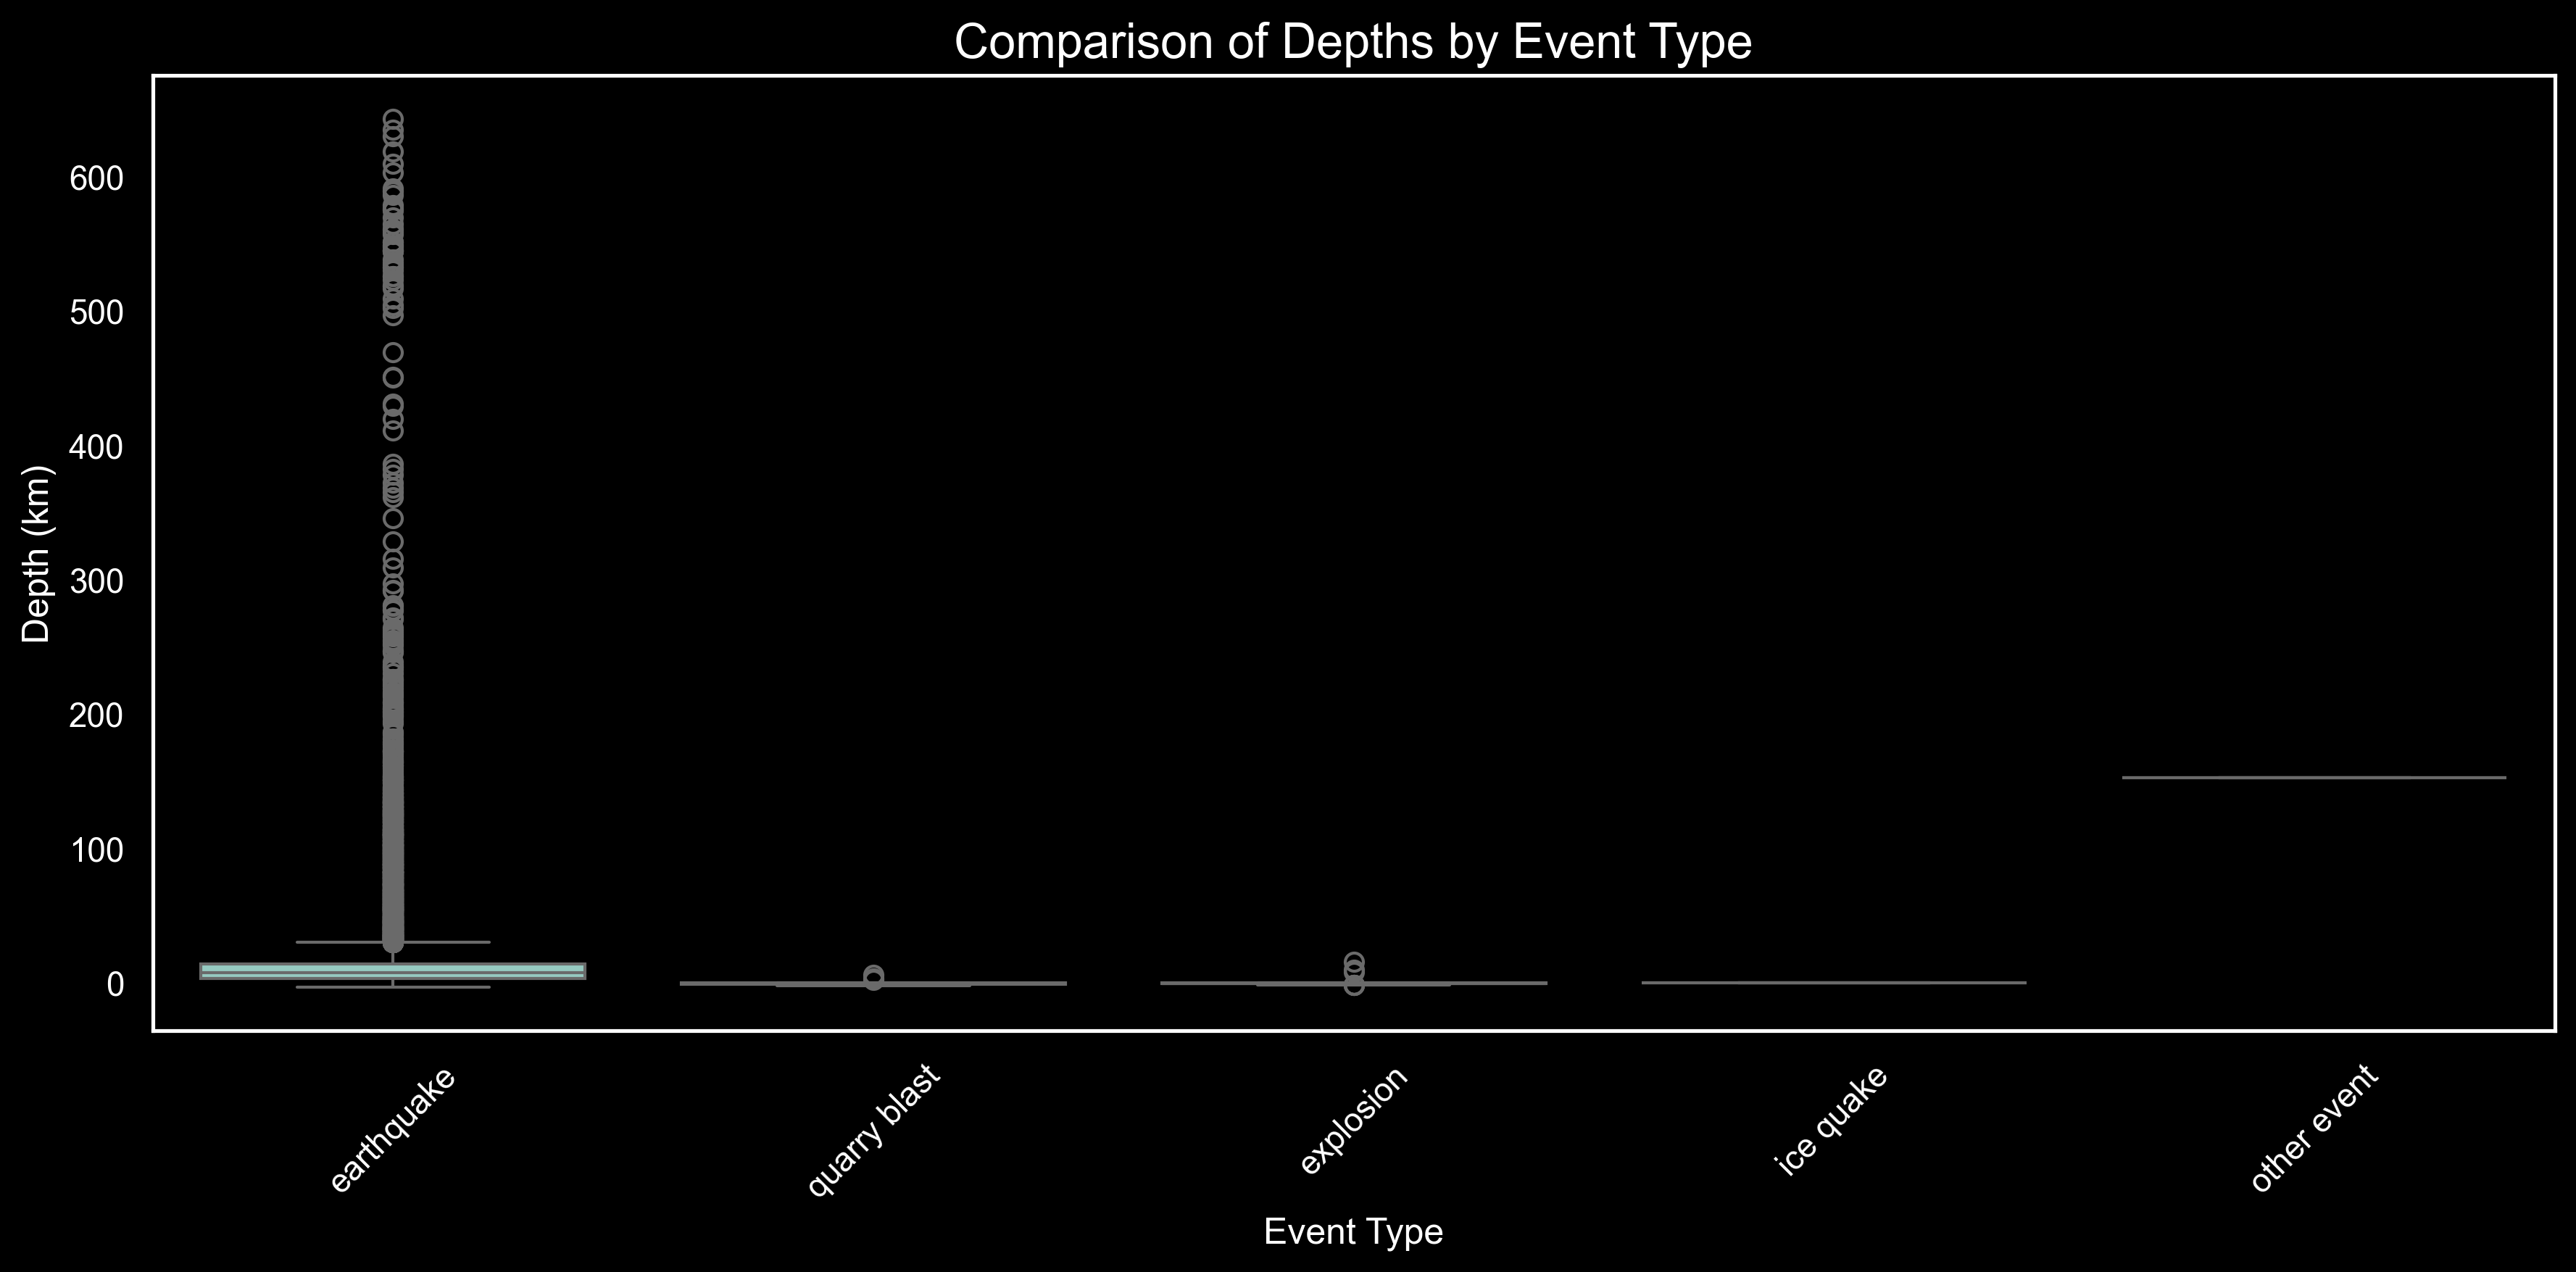 Comparison of Depths by Event Type
Depth (km)
600
500
400
300
200
100
0
earthquake
quarry blast
explosion
ice quake
other event
Event Type